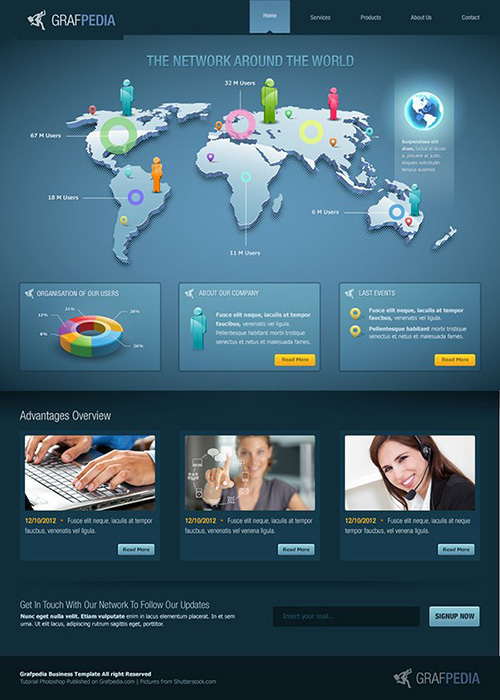 GRAFPEDIA
Home
Services
Products
About Us
Contact
THE NETWORK AROUND THE WORLD
32 M Users
67 M Users
18 M Users
6 M Users
11 M Users
Suspendisse elit
diam, luctus ut iaculis
a, posuere ac justo.
Aliquam sollicitudin
tempus euismod
ORGANISATION OF OUR USERS
21%
26%
12%
8%
26%
ABOUT OUR COMPANY
Fusce elit neque, iaculis at tempor
faucibus, venenatis vel ligula.
Pellentesque habitant morbi tristique
senectus et netus et malesuada fames.
Read More
LAST EVENTS
Fusce elit neque, iaculis at tempor
faucibus, venenatis vel ligula.
Pellentesque habitant morbi tristique
senectus et netus et malesuada fames.
Read More
Advantages Overview
12/10/2012 - Fusce elit neque, iaculis at tempor
faucibus, venenatis vel ligula.
Read More
12/10/2012 - Fusce elit neque, iaculis at tempor
faucibus, vel venena ligula.
Read More
12/10/2012 - Fusce elit neque, iaculis at neque
tempor faucibus, venenatis vel ligula.
Read More
Get In Touch With Our Network To Follow Our Updates
Nunc eget nulla velit. Etiam vulputate enim in lacus elementum placerat. In et sem
urna. Ut elit lacus, adipiscing rutrum sagittis eget, porttitor.
Insert your mail...
SIGNUP NOW
Grafpedia Business Template All right Reserved
Tutorial Photoshop Published on Grafpedia.com | Pictures from Shutterstock.com
GRAFPEDIA